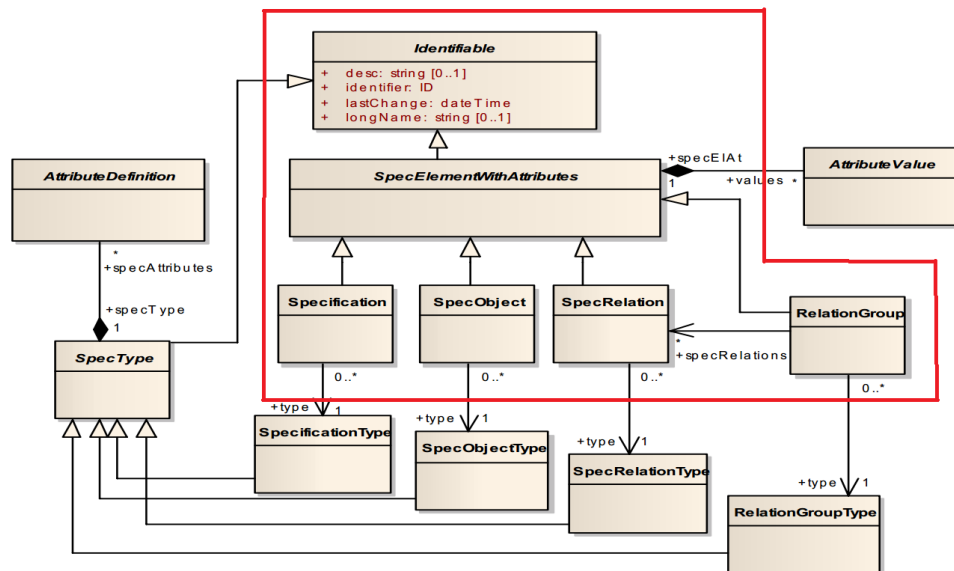 Identifiable
+ desc: string [0..1]
+ identifier: ID
+ lastChange: dateTime
+ longName: string [0..1]
AttributeDefinition
SpecElementWithAttributes
+specElAt
1
+values *
AttributeValue
*
+specAttributes
+specType
1
Specification
SpecObject
SpecRelation
RelationGroup
*
+specRelations
SpecType
0..*
0..*
0..*
0..*
+type 1
SpecificationType
+type 1
SpecObjectType
+type 1
SpecRelationType
+type 1
RelationGroupType